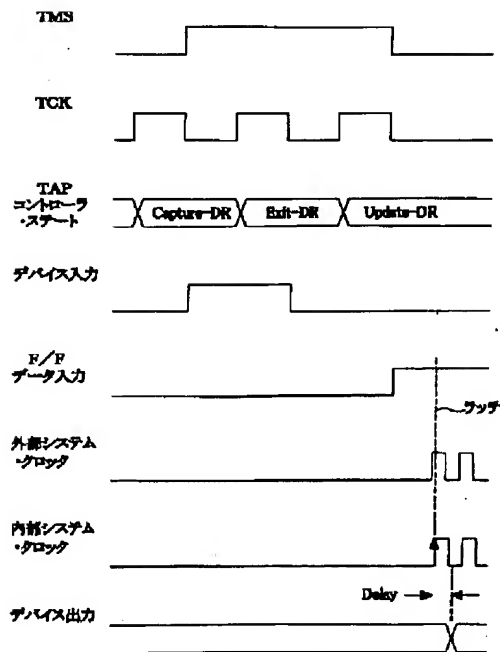 TMS
TCK
TAP
コントローラ
・ステート
Capture-DR
Exit-DR
Update-DR
デバイス入力
F/F
データ入力
ラッチ
外部システム
・クロック
内部システム
・クロック
Delay
デバイス出力